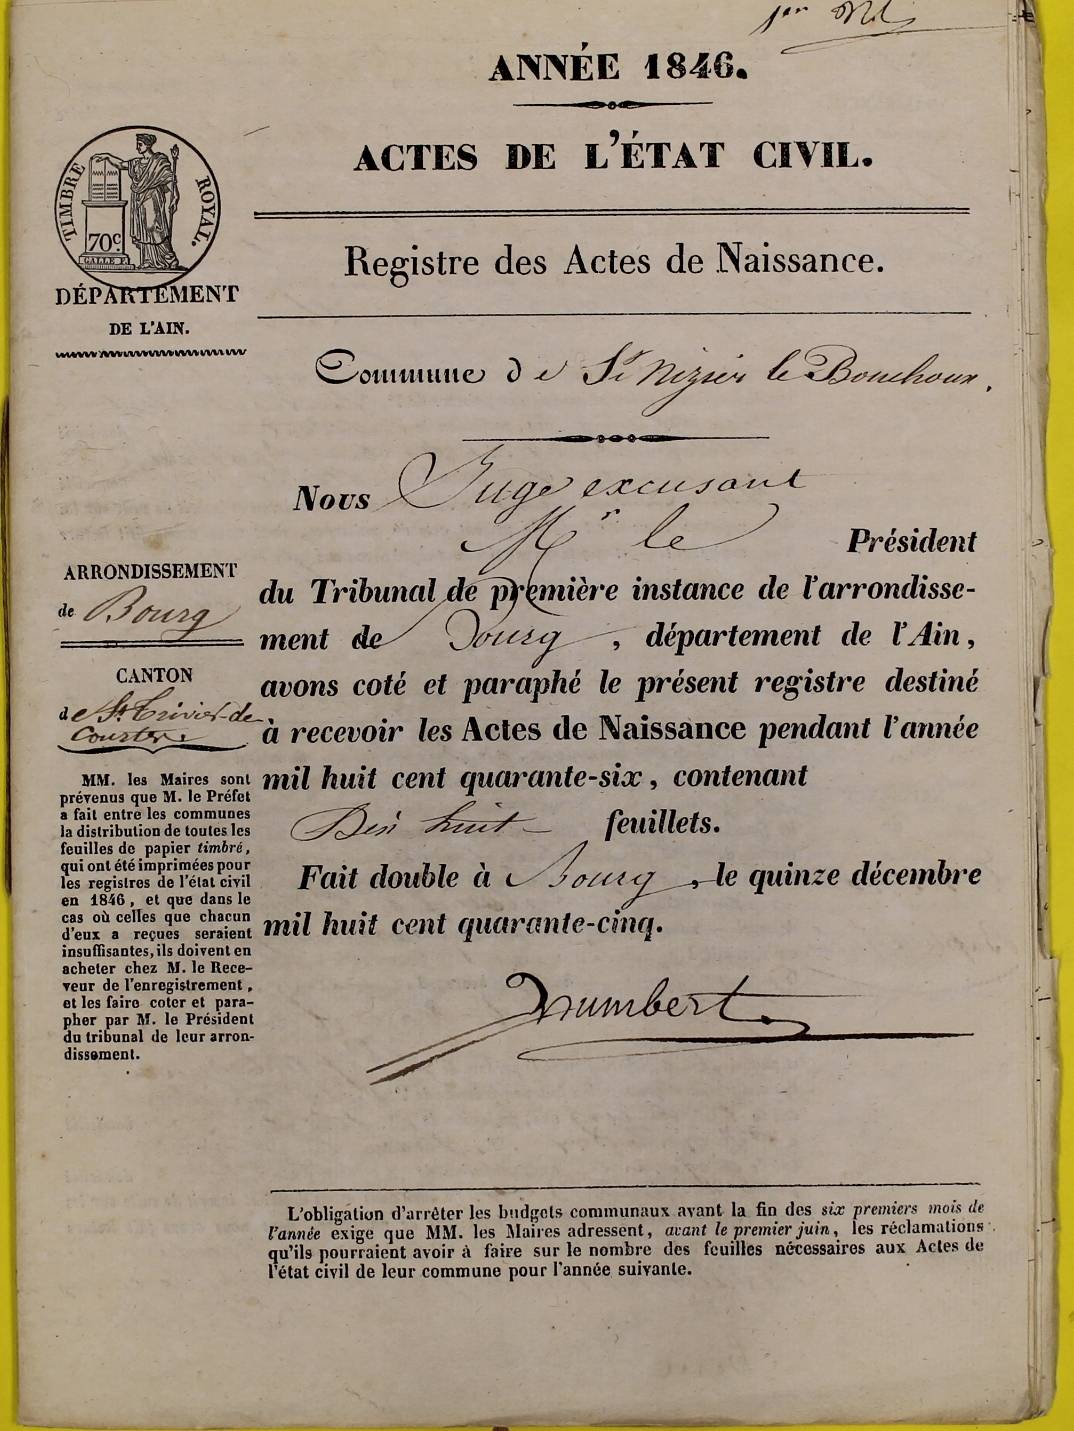 1er
ANNÉE 1846.
ACTES DE L'ÉTAT CIVIL.
TIMBRE ROYAL.
70c.
Registre des Actes de Naissance.
DÉPARTEMENT
DE L'AIN.
Commune de St Nizier le Bouchoux.
Nous Juge excusant
Mr le Président
du Tribunal de première instance de l'arrondisse-
ment de Bourg, département de l'Ain,
avons coté et paraphé le présent registre destiné
à recevoir les Actes de Naissance pendant l'année
mil huit cent quarante-six, contenant
Dix huit feuillets.
Fait double à Bourg, le quinze décembre
mil huit cent quarante-cinq.
ARRONDISSEMENT
de Bourg
CANTON
de St Trivier-de
Courtes.
MM. les Maires sont
prévenus que M. le Préfet
a fait entre les communes
la distribution de toutes les
feuilles de papier timbré,
qui ont été imprimées pour
les registres de l'état civil
en 1846, et que dans le
cas où celles que chacun
d'eux a reçues seraient
insuffisantes, ils doivent en
acheter chez M. le Rece-
veur de l'enregistrement,
et les faire coter et para-
pher par M. le Président
du tribunal de leur arron-
dissement.
L'obligation d'arrêter les budgets communaux avant la fin des six premiers mois de
l'année exige que MM. les Maires adressent, avant le premier juin, les réclamations
qu'ils pourraient avoir à faire sur le nombre des feuilles nécessaires aux Actes de
l'état civil de leur commune pour l'année suivante.